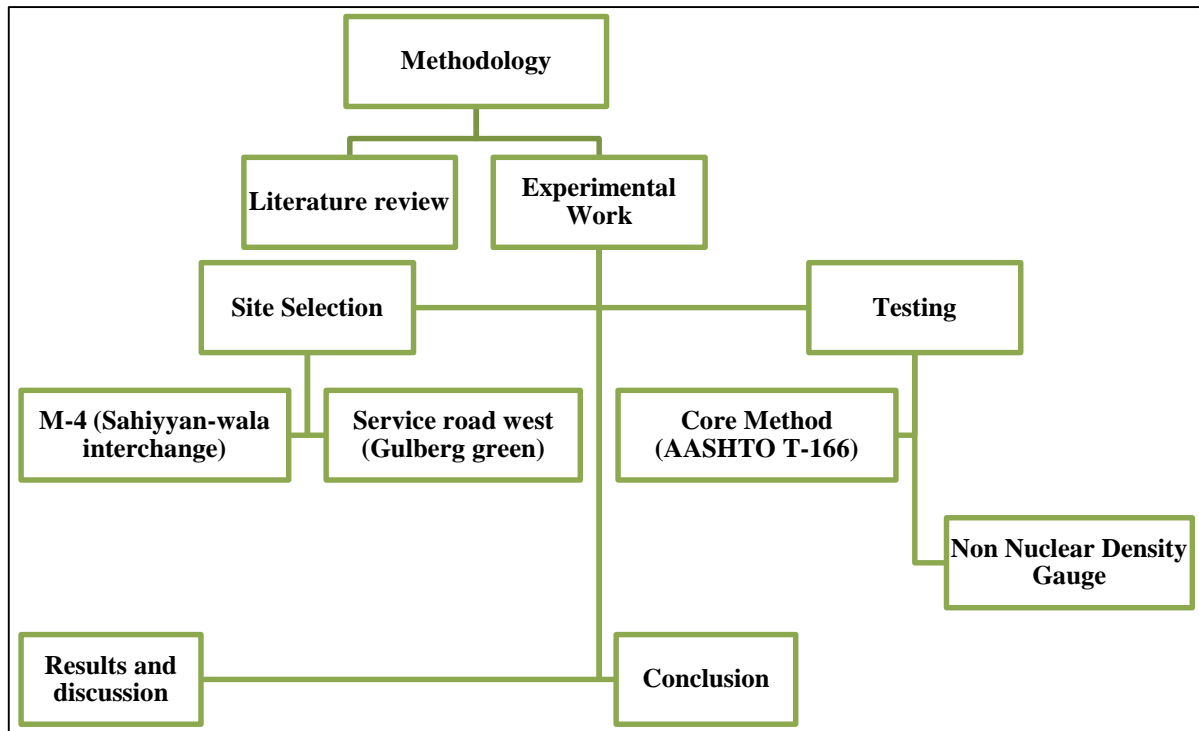 Methodology
Literature review
Experimental
Work
Site Selection
Testing
M-4 (Sahiyyan-wala
interchange)
Service road west
(Gulberg green)
Core Method
(AASHTO T-166)
Non Nuclear Density
Gauge
Results and
discussion
Conclusion